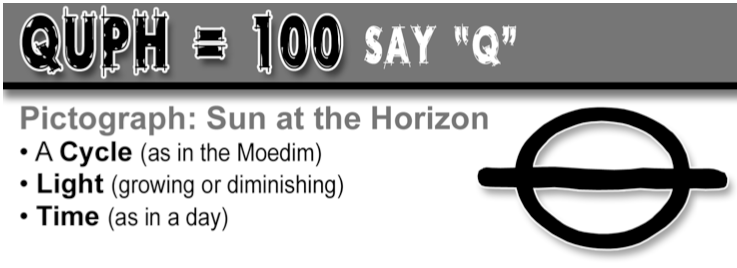 QUPH = 100 SAY "Q"
Pictograph: Sun at the Horizon
• A Cycle (as in the Moedim)
• Light (growing or diminishing)
• Time (as in a day)